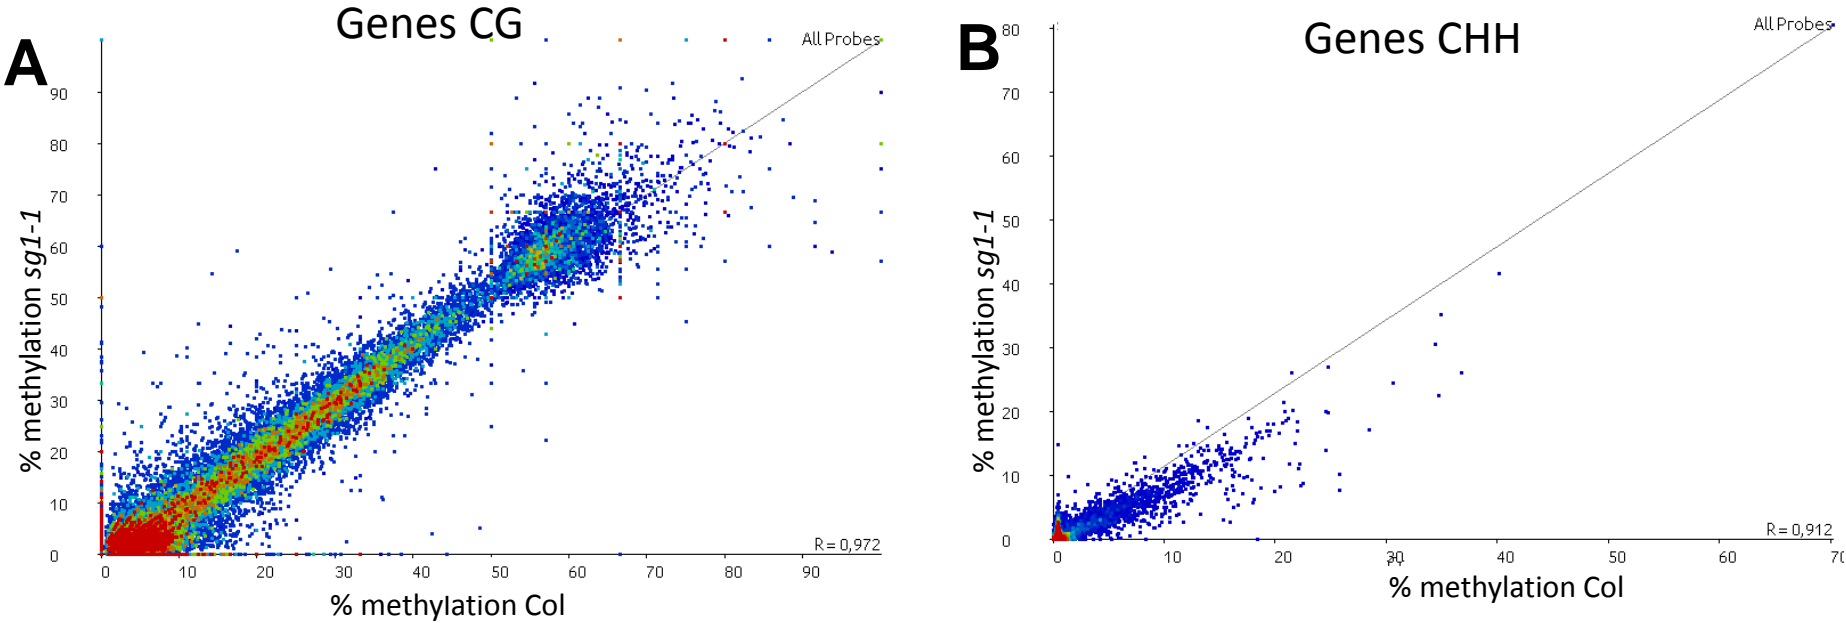 A
Genes CG
All Probes
% methylation sg1-1
90
80
70
60
50
40
30
20
10
0
R = 0,972
0 10 20 30 40 50 60 70 80 90
% methylation Col
B
Genes CHH
All Probes
% methylation sg1-1
80
70
60
50
40
30
20
10
0
R = 0,912
0 10 20 30 40 50 60 70
% methylation Col